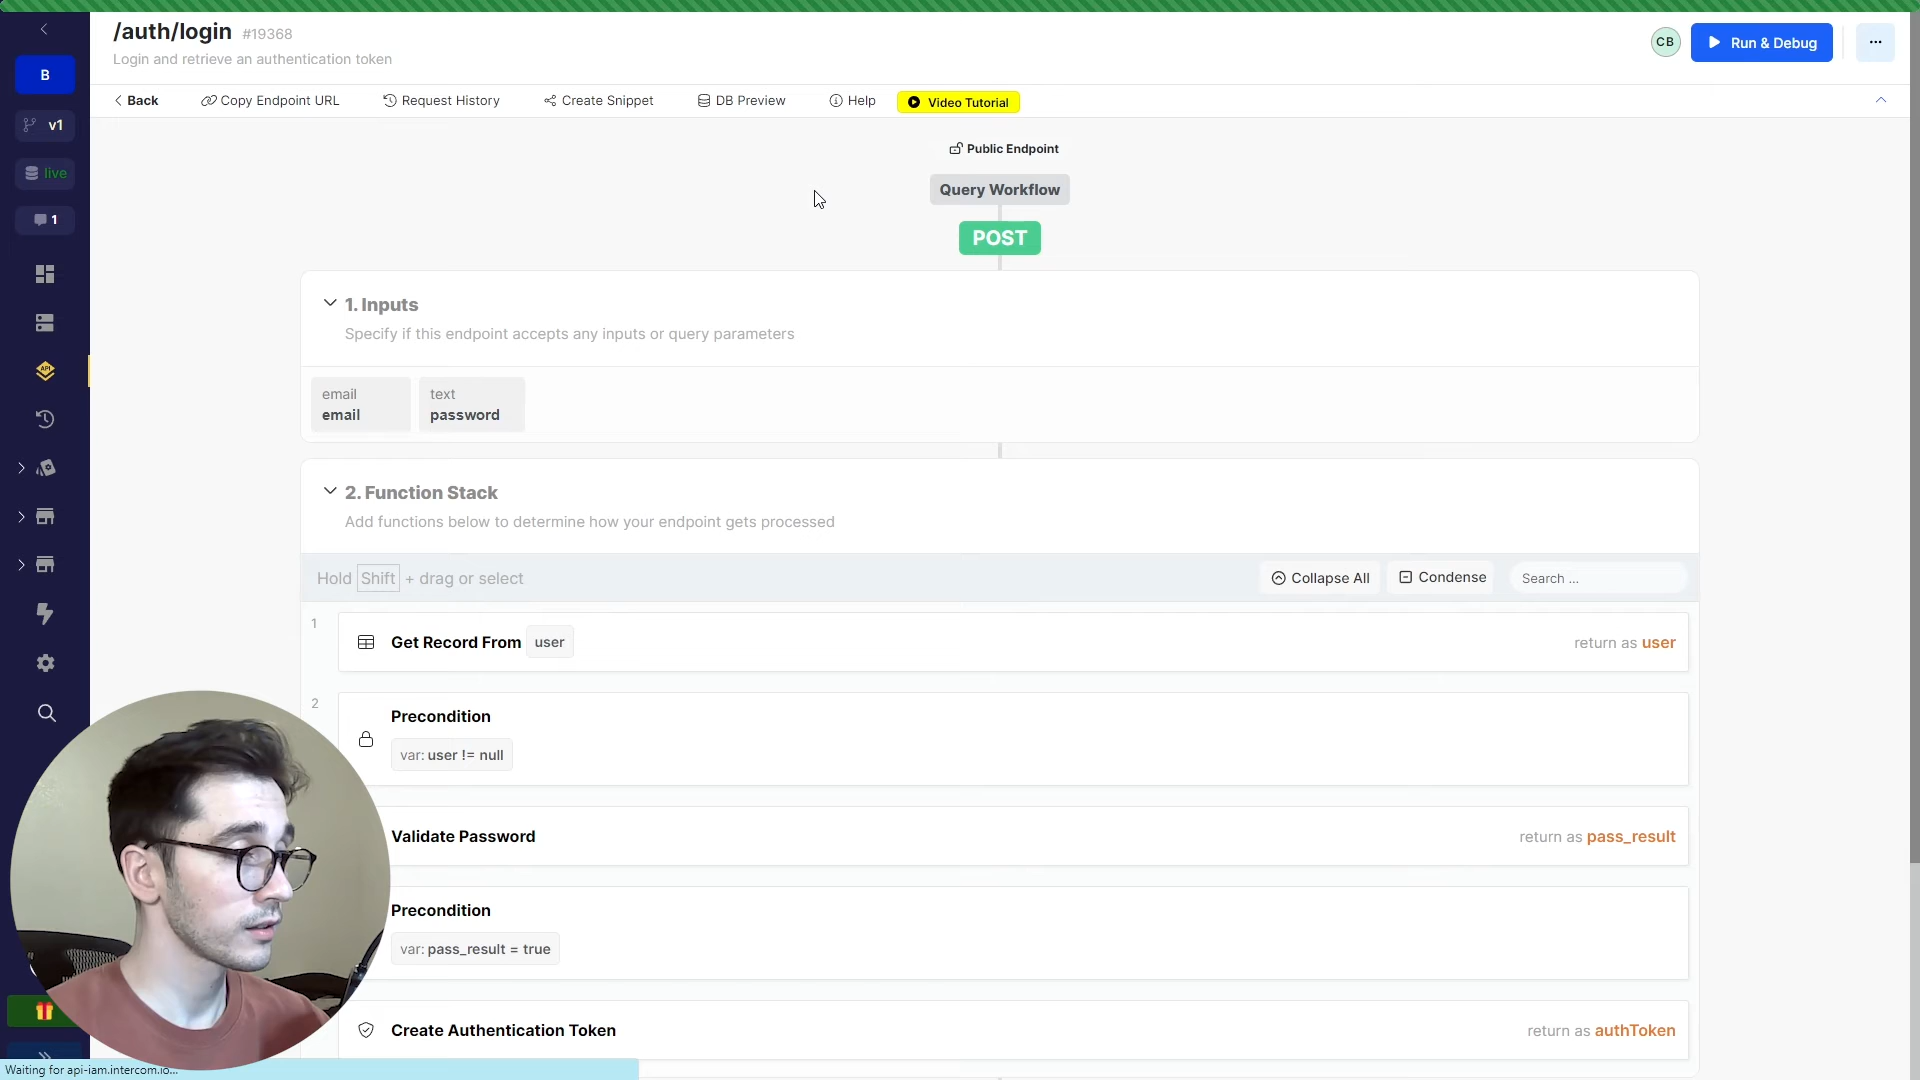 /auth/login #19368
Login and retrieve an authentication token
CB
Run & Debug
...
Back
Copy Endpoint URL
Request History
Create Snippet
DB Preview
Help
Video Tutorial
B
v1
live
1
API
Public Endpoint
Query Workflow
POST
1. Inputs
Specify if this endpoint accepts any inputs or query parameters
email
email
text
password
2. Function Stack
Add functions below to determine how your endpoint gets processed
Hold Shift + drag or select
Collapse All
Condense
Search ...
1
Get Record From user
return as user
2
Precondition
var: user != null
Validate Password
return as pass_result
Precondition
var: pass_result = true
Create Authentication Token
return as authToken
Waiting for api-iam.intercom.io...